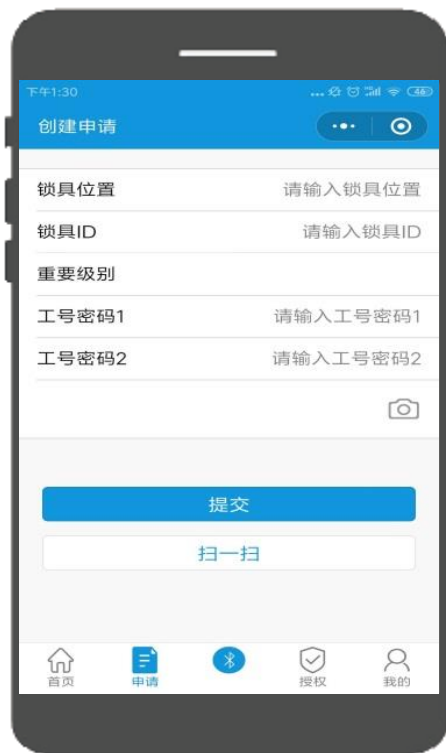 下午1:30
46
创建申请
锁具位置 请输入锁具位置
锁具ID 请输入锁具ID
重要级别
工号密码1 请输入工号密码1
工号密码2 请输入工号密码2
提交
扫一扫
首页 申请 授权 我的